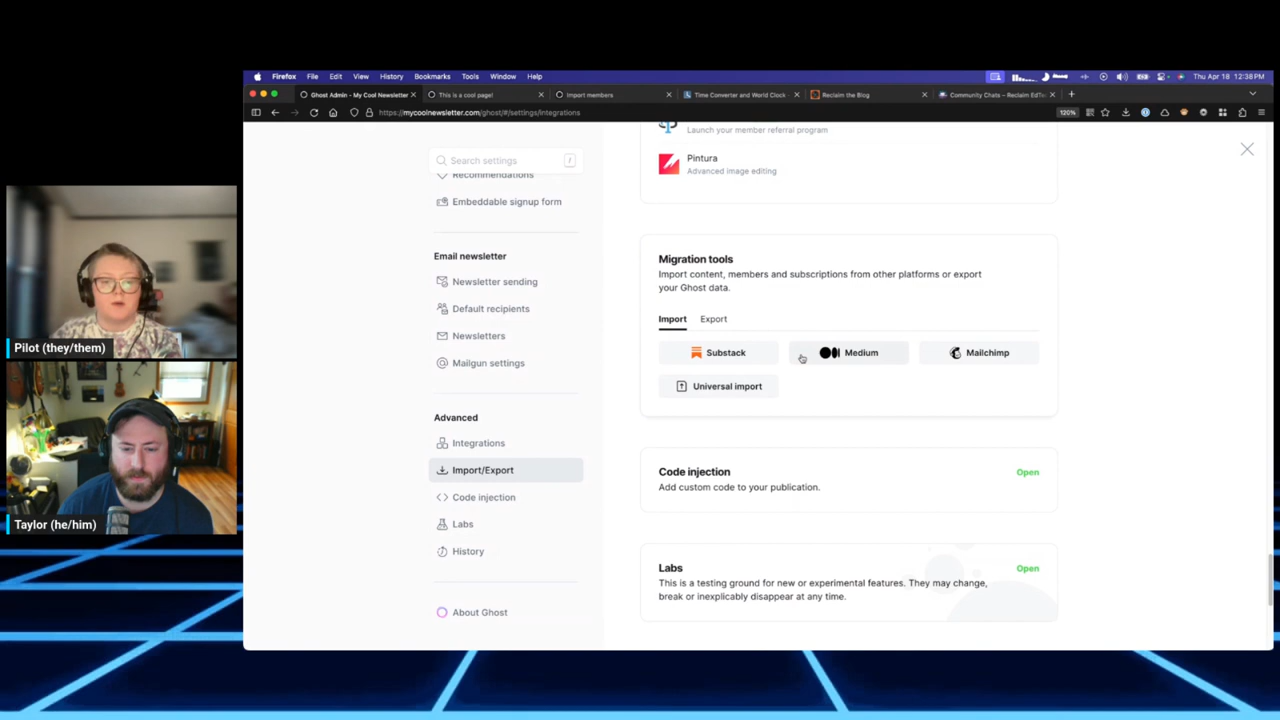 Firefox File Edit View History Bookmarks Tools Window Help Thu Apr 18 12:38 PM
Ghost Admin - My Cool Newsletter × This is a cool page! × Import members × Time Converter and World Clock - × Reclaim the Blog × Community Chats – Reclaim EdTe ×
https://mycoolnewsletter.com/ghost/#/settings/integrations 120%
Search settings /
Recommendations
Embeddable signup form
Email newsletter
Newsletter sending
Default recipients
Newsletters
Mailgun settings
Advanced
Integrations
Import/Export
Code injection
Labs
History
About Ghost
Launch your member referral program
Pintura
Advanced image editing
Migration tools
Import content, members and subscriptions from other platforms or export
your Ghost data.
Import Export
Substack Medium Mailchimp
Universal import
Code injection Open
Add custom code to your publication.
Labs Open
This is a testing ground for new or experimental features. They may change,
break or inexplicably disappear at any time.
Pilot (they/them)
Taylor (he/him)